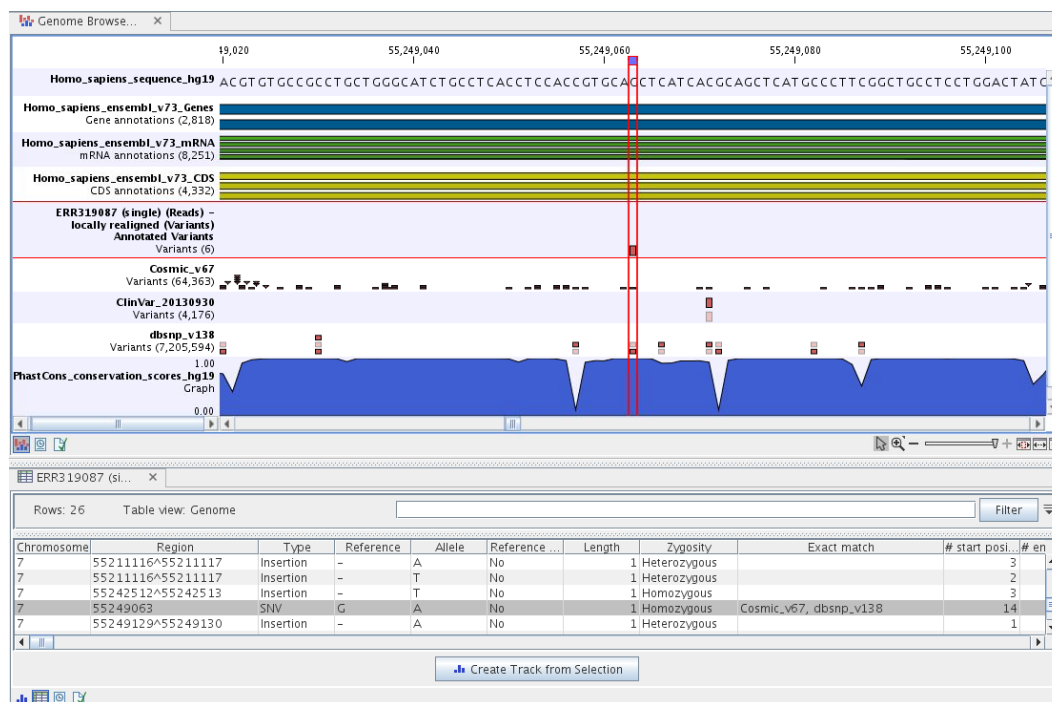 Genome Browse...
19,020 55,249,040 55,249,060 55,249,080 55,249,100
Homo_sapiens_sequence_hg19 ACGTGTGCCGCCTGCTGGGCATCTGCCTCACCTCCACCGTGCAGCTCATCACGCAGCTCATGCCCTTCGGCTGCCTCCTGGACTATC
Homo_sapiens_ensembl_v73_Genes
Gene annotations (2,818)
Homo_sapiens_ensembl_v73_mRNA
mRNA annotations (8,251)
Homo_sapiens_ensembl_v73_CDS
CDS annotations (4,332)
ERR319087 (single) (Reads) –
locally realigned (Variants)
Annotated Variants
Variants (6)
Cosmic_v67
Variants (64,363)
ClinVar_20130930
Variants (4,176)
dbsnp_v138
Variants (7,205,594)
1.00
PhastCons_conservation_scores_hg19
Graph
0.00
ERR319087 (si...
Rows: 26 Table view: Genome Filter
Chromosome Region Type Reference Allele Reference ... Length Zygosity Exact match # start posi... # en
7 55211116^55211117 Insertion – A No 1 Heterozygous 3
7 55211116^55211117 Insertion – T No 1 Heterozygous 2
7 55242512^55242513 Insertion – T No 1 Homozygous 3
7 55249063 SNV G A No 1 Homozygous Cosmic_v67, dbsnp_v138 14
7 55249129^55249130 Insertion – A No 1 Heterozygous 1
Create Track from Selection